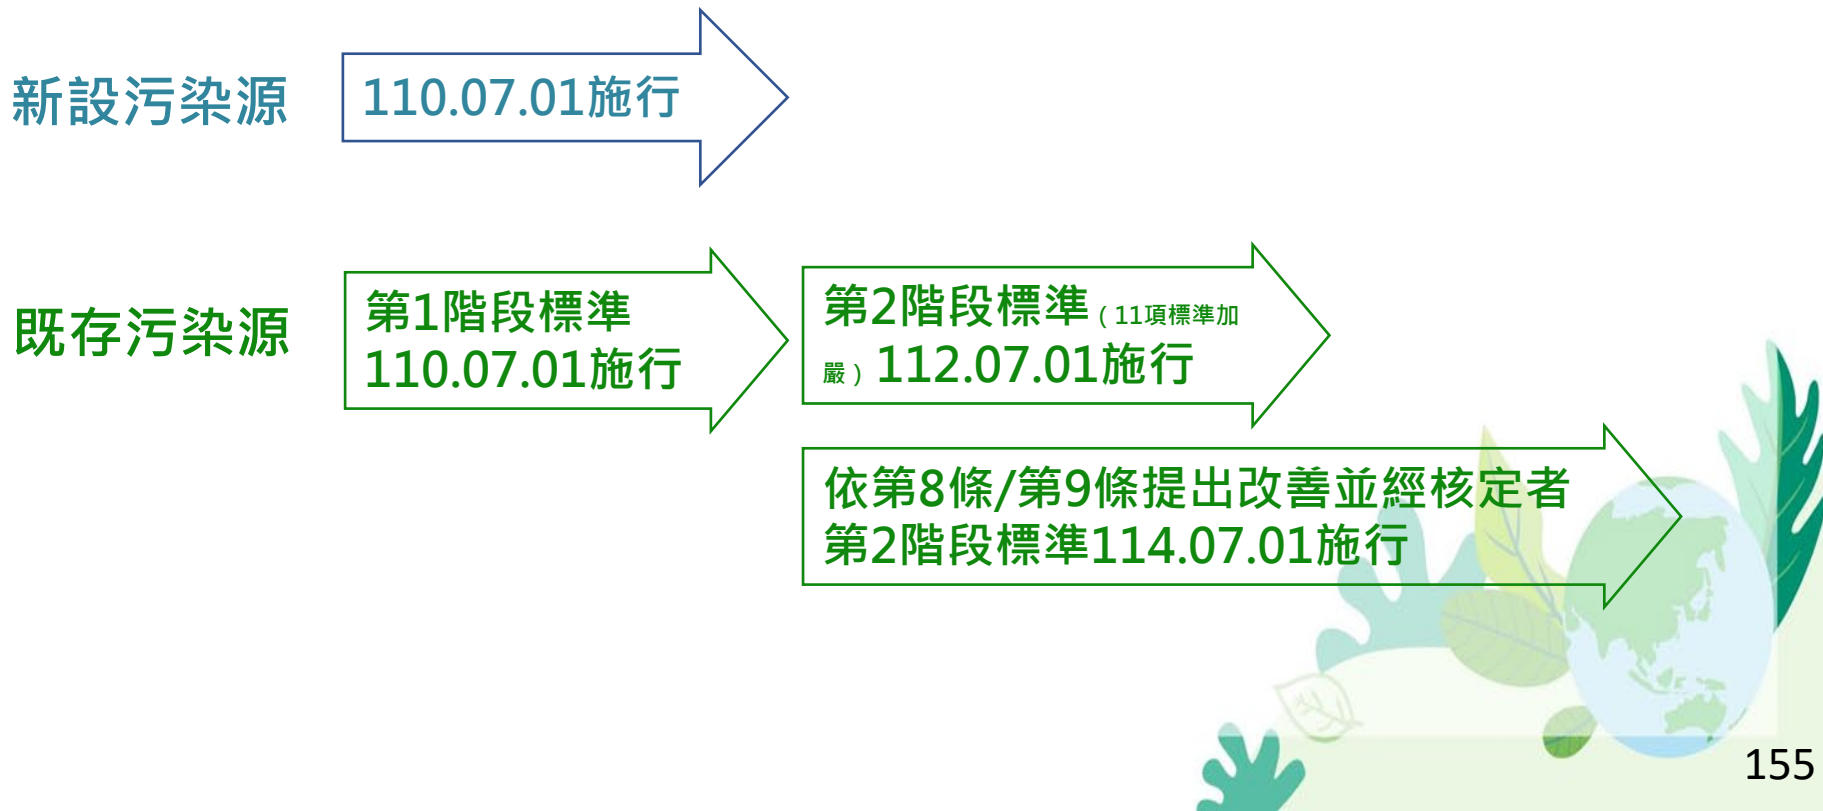 新設污染源
110.07.01施行
既存污染源
第1階段標準
110.07.01施行
第2階段標準（11項標準加
嚴）112.07.01施行
依第8條/第9條提出改善並經核定者
第2階段標準114.07.01施行
155